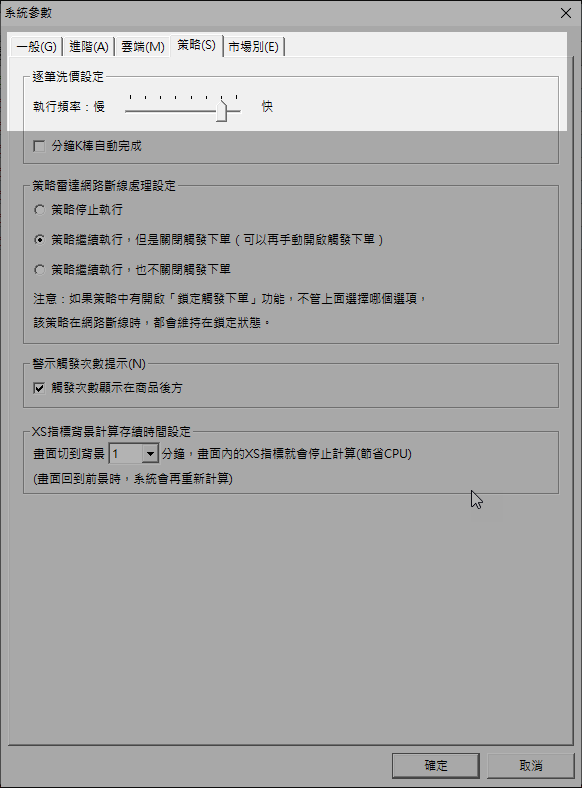 系統參數
一般(G) 進階(A) 雲端(M) 策略(S) 市場別(E)
逐筆洗價設定
執行頻率：慢 快
分鐘K棒自動完成
策略雷達網路斷線處理設定
策略停止執行
策略繼續執行，但是關閉觸發下單（可以再手動開啟觸發下單）
策略繼續執行，也不關閉觸發下單
注意：如果策略中有開啟「鎖定觸發下單」功能，不管上面選擇哪個選項，
該策略在網路斷線時，都會維持在鎖定狀態。
警示觸發次數提示(N)
觸發次數顯示在商品後方
XS指標背景計算存續時間設定
畫面切到背景 1 分鐘，畫面內的XS指標就會停止計算(節省CPU)
(畫面回到前景時，系統會再重新計算)
確定 取消